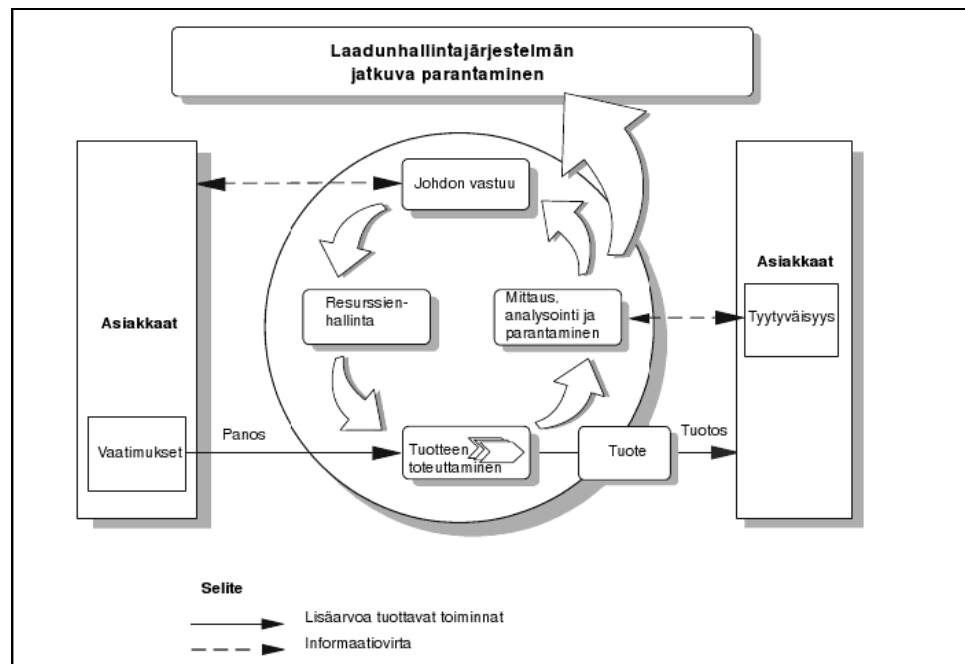 Laadunhallintajärjestelmän
jatkuva parantaminen
Johdon vastuu
Asiakkaat
Resurssien-
hallinta
Mittaus,
analysointi ja
parantaminen
Asiakkaat
Tyytyväisyys
Vaatimukset
Panos
Tuotteen
toteuttaminen
Tuote
Tuotos
Selite
Lisäarvoa tuottavat toiminnat
Informaatiovirta